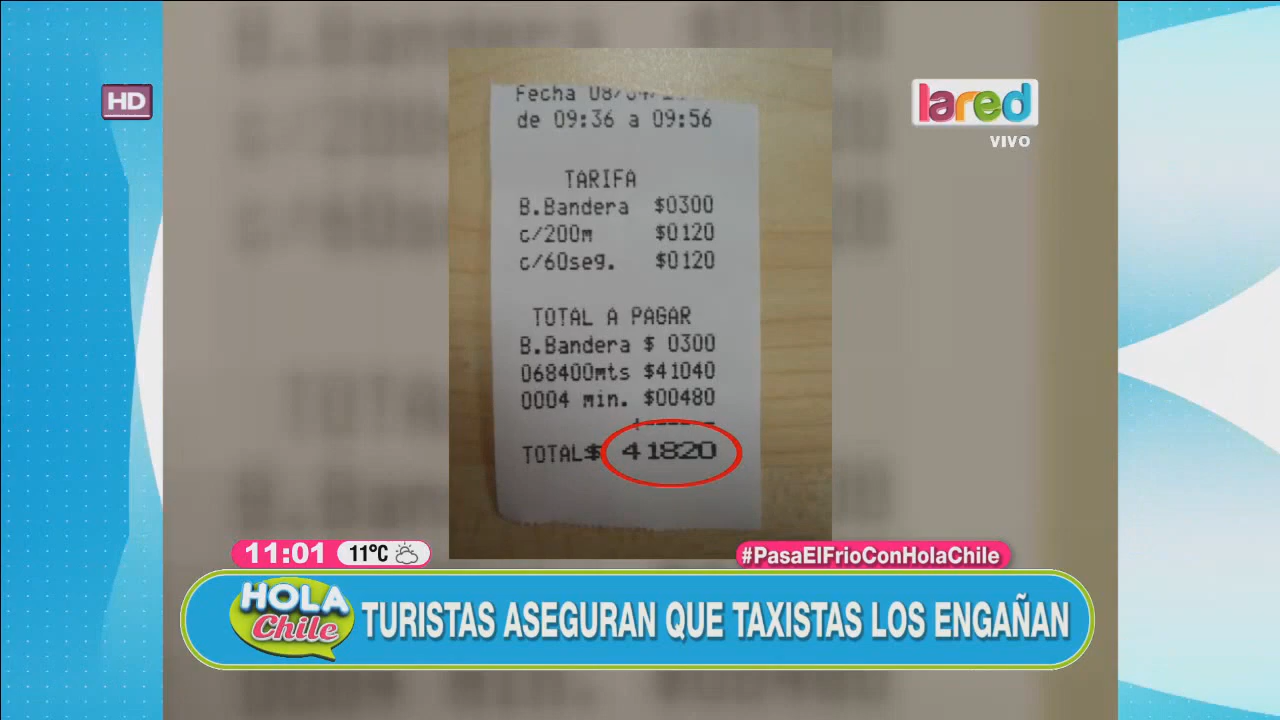 HD
lared
VIVO
Fecha 08/04/
de 09:36 a 09:56
TARIFA
B.Bandera $0300
c/200m $0120
c/60seg. $0120
TOTAL A PAGAR
B.Bandera $ 0300
068400mts $41040
0004 min. $00480
TOTAL$ 41820
11:01 11°C
#PasaElFrioConHolaChile
HOLA
Chile
TURISTAS ASEGURAN QUE TAXISTAS LOS ENGAÑAN